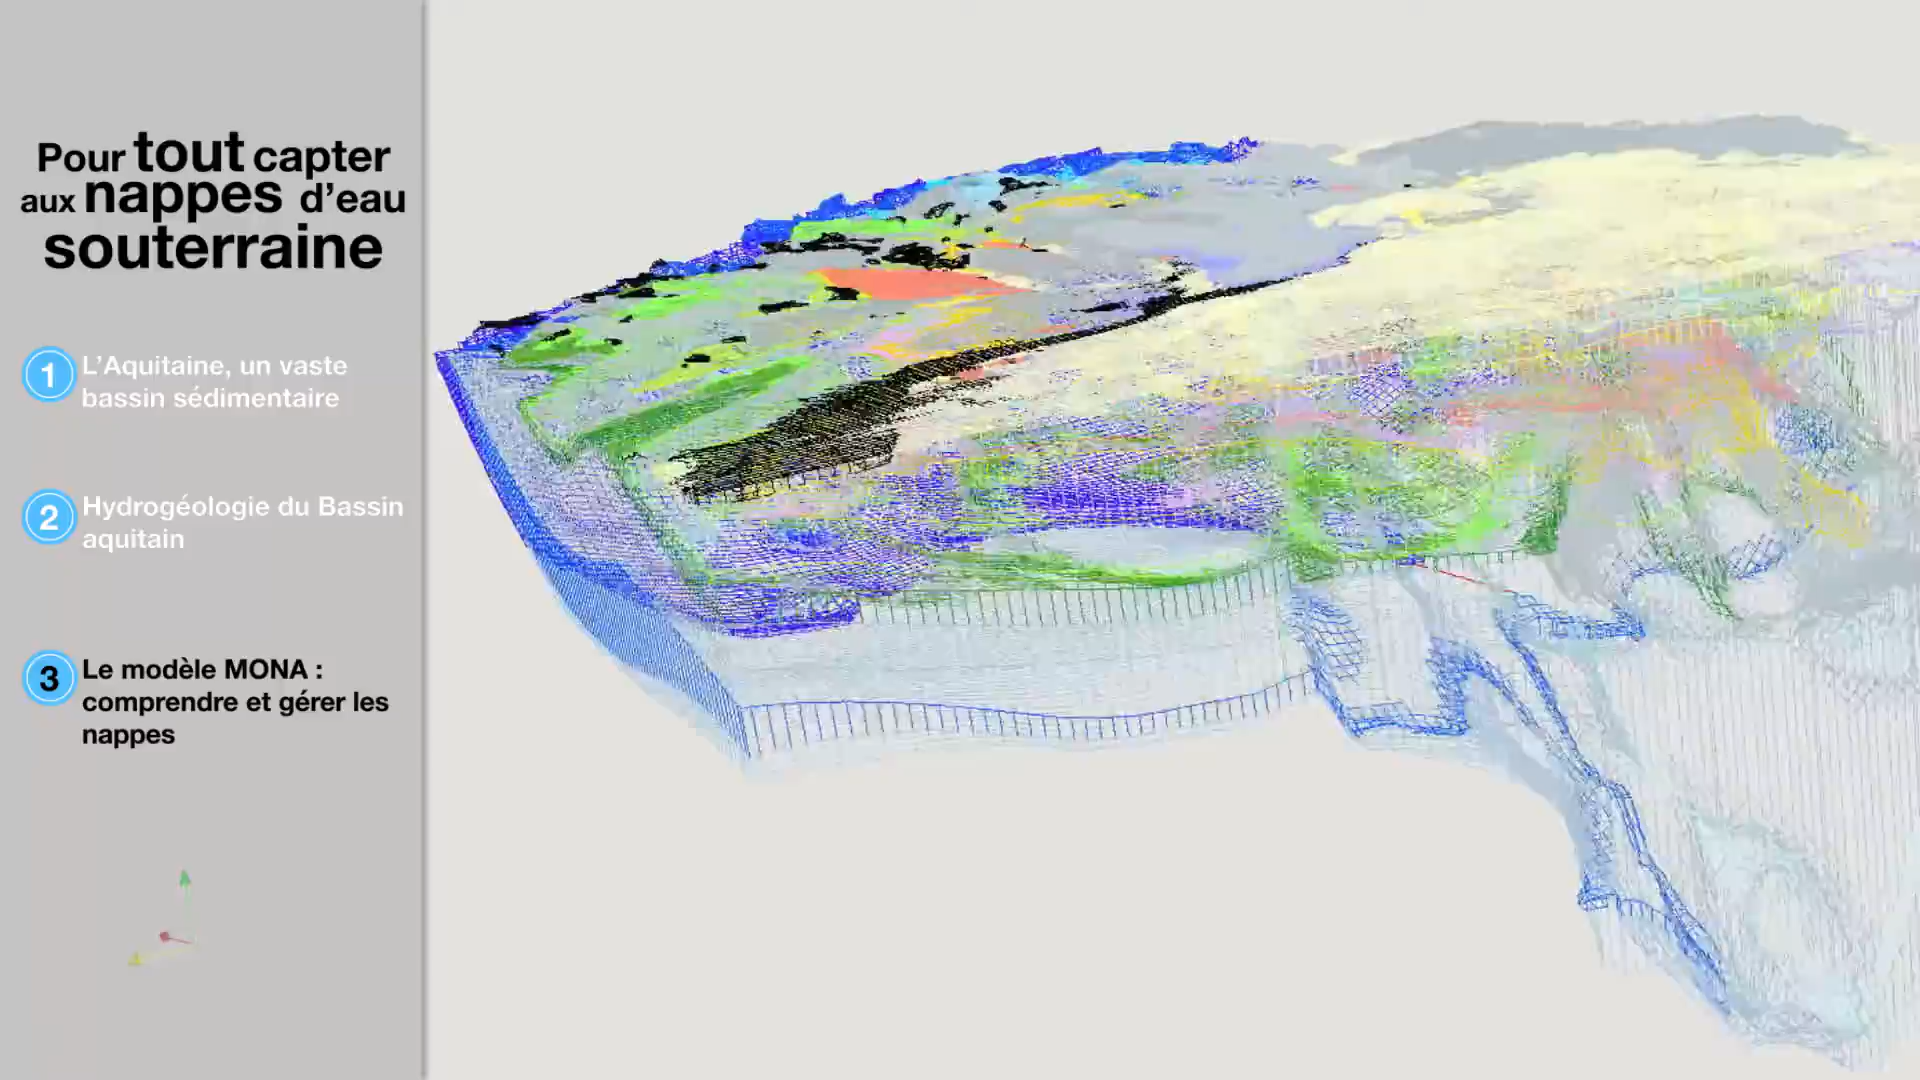 Pour tout capter
aux nappes d’eau
souterraine
1 L’Aquitaine, un vaste
bassin sédimentaire
2 Hydrogéologie du Bassin
aquitain
3 Le modèle MONA :
comprendre et gérer les
nappes